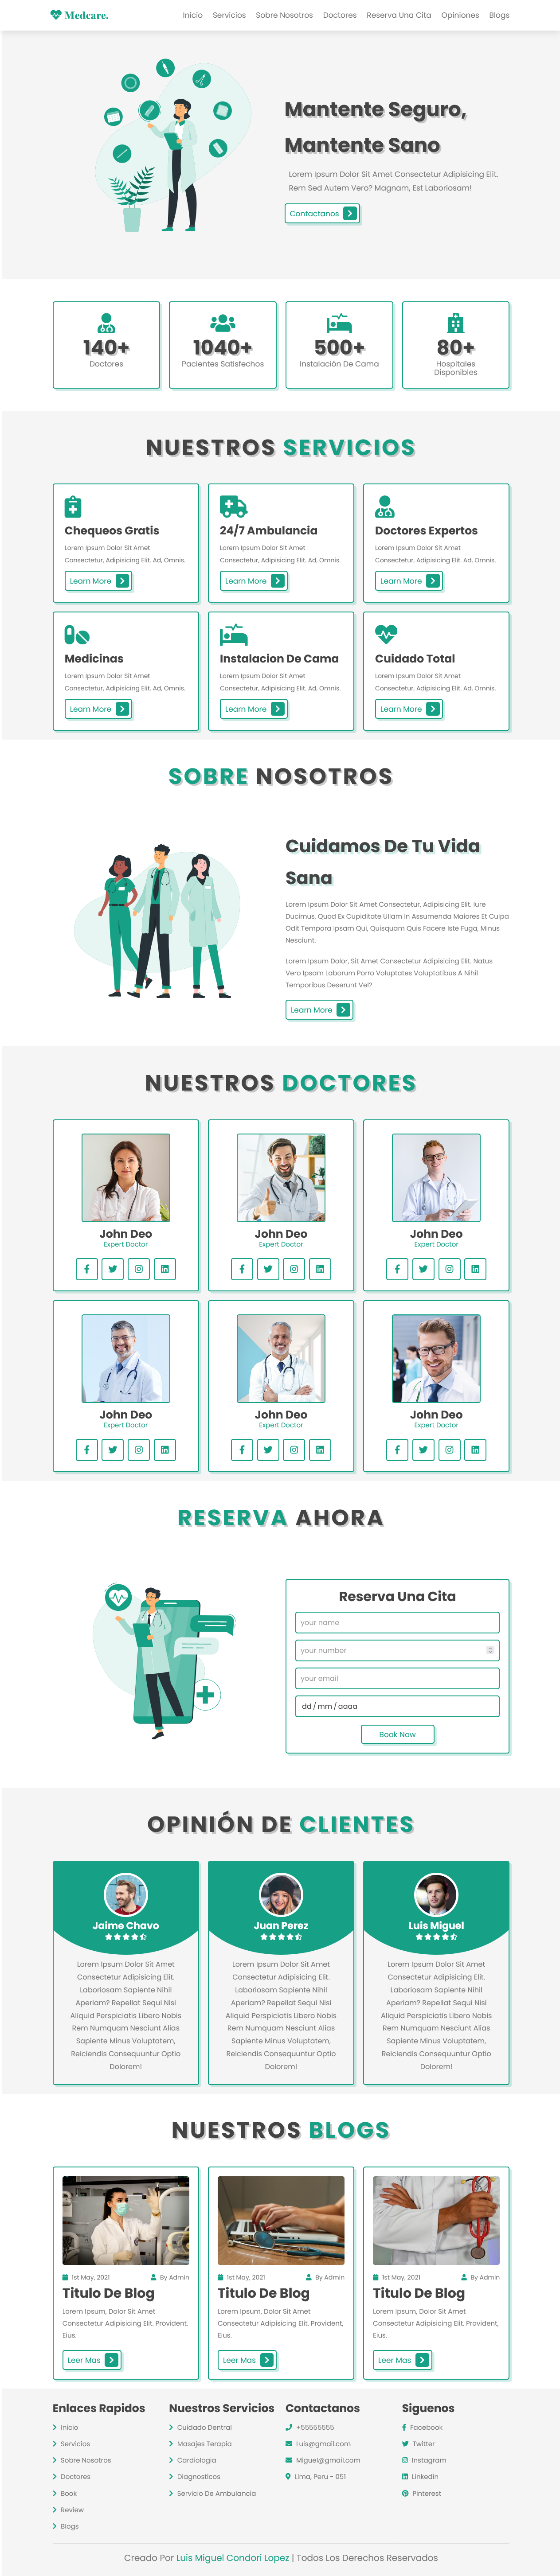 Medcare.
Inicio Servicios Sobre Nosotros Doctores Reserva Una Cita Opiniones Blogs
Mantente Seguro,
Mantente Sano
Lorem Ipsum Dolor Sit Amet Consectetur Adipisicing Elit.
Rem Sed Autem Vero? Magnam, Est Laboriosam!
Contactanos
140+
Doctores
1040+
Pacientes Satisfechos
500+
Instalación De Cama
80+
Hospitales
Disponibles
NUESTROS SERVICIOS
Chequeos Gratis
Lorem Ipsum Dolor Sit Amet
Consectetur, Adipisicing Elit. Ad, Omnis.
Learn More
24/7 Ambulancia
Lorem Ipsum Dolor Sit Amet
Consectetur, Adipisicing Elit. Ad, Omnis.
Learn More
Doctores Expertos
Lorem Ipsum Dolor Sit Amet
Consectetur, Adipisicing Elit. Ad, Omnis.
Learn More
Medicinas
Lorem Ipsum Dolor Sit Amet
Consectetur, Adipisicing Elit. Ad, Omnis.
Learn More
Instalacion De Cama
Lorem Ipsum Dolor Sit Amet
Consectetur, Adipisicing Elit. Ad, Omnis.
Learn More
Cuidado Total
Lorem Ipsum Dolor Sit Amet
Consectetur, Adipisicing Elit. Ad, Omnis.
Learn More
SOBRE NOSOTROS
Cuidamos De Tu Vida
Sana
Lorem Ipsum Dolor Sit Amet Consectetur, Adipisicing Elit. Iure
Ducimus, Quod Ex Cupiditate Ullam In Assumenda Maiores Et Culpa
Odit Tempora Ipsam Qui, Quisquam Quis Facere Iste Fuga, Minus
Nesciunt.
Lorem Ipsum Dolor, Sit Amet Consectetur Adipisicing Elit. Natus
Vero Ipsam Laborum Porro Voluptates Voluptatibus A Nihil
Temporibus Deserunt Vel?
Learn More
NUESTROS DOCTORES
John Deo
Expert Doctor
John Deo
Expert Doctor
John Deo
Expert Doctor
John Deo
Expert Doctor
John Deo
Expert Doctor
John Deo
Expert Doctor
RESERVA AHORA
Reserva Una Cita
your name
your number
your email
dd/mm/aaaa
Book Now
OPINIÓN DE CLIENTES
Jaime Chavo
Lorem Ipsum Dolor Sit Amet
Consectetur Adipisicing Elit.
Laboriosam Sapiente Nihil
Aperiam? Repellat Sequi Nisi
Aliquid Perspiciatis Libero Nobis
Rem Numquam Nesciunt Alias
Sapiente Minus Voluptatem,
Reiciendis Consequuntur Optio
Dolorem!
Juan Perez
Lorem Ipsum Dolor Sit Amet
Consectetur Adipisicing Elit.
Laboriosam Sapiente Nihil
Aperiam? Repellat Sequi Nisi
Aliquid Perspiciatis Libero Nobis
Rem Numquam Nesciunt Alias
Sapiente Minus Voluptatem,
Reiciendis Consequuntur Optio
Dolorem!
Luis Miguel
Lorem Ipsum Dolor Sit Amet
Consectetur Adipisicing Elit.
Laboriosam Sapiente Nihil
Aperiam? Repellat Sequi Nisi
Aliquid Perspiciatis Libero Nobis
Rem Numquam Nesciunt Alias
Sapiente Minus Voluptatem,
Reiciendis Consequuntur Optio
Dolorem!
NUESTROS BLOGS
1st May, 2021 By Admin
Titulo De Blog
Lorem Ipsum, Dolor Sit Amet
Consectetur Adipisicing Elit. Provident,
Eius.
Leer Mas
1st May, 2021 By Admin
Titulo De Blog
Lorem Ipsum, Dolor Sit Amet
Consectetur Adipisicing Elit. Provident,
Eius.
Leer Mas
1st May, 2021 By Admin
Titulo De Blog
Lorem Ipsum, Dolor Sit Amet
Consectetur Adipisicing Elit. Provident,
Eius.
Leer Mas
Enlaces Rapidos
Inicio
Servicios
Sobre Nosotros
Doctores
Book
Review
Blogs
Nuestros Servicios
Cuidado Dentral
Masajes Terapia
Cardiologia
Diagnosticos
Servicio De Ambulancia
Contactanos
+55555555
Luis@gmail.com
Miguel@gmail.com
Lima, Peru - 051
Siguenos
Facebook
Twitter
Instagram
Linkedin
Pinterest
Creado Por Luis Miguel Condori Lopez | Todos Los Derechos Reservados